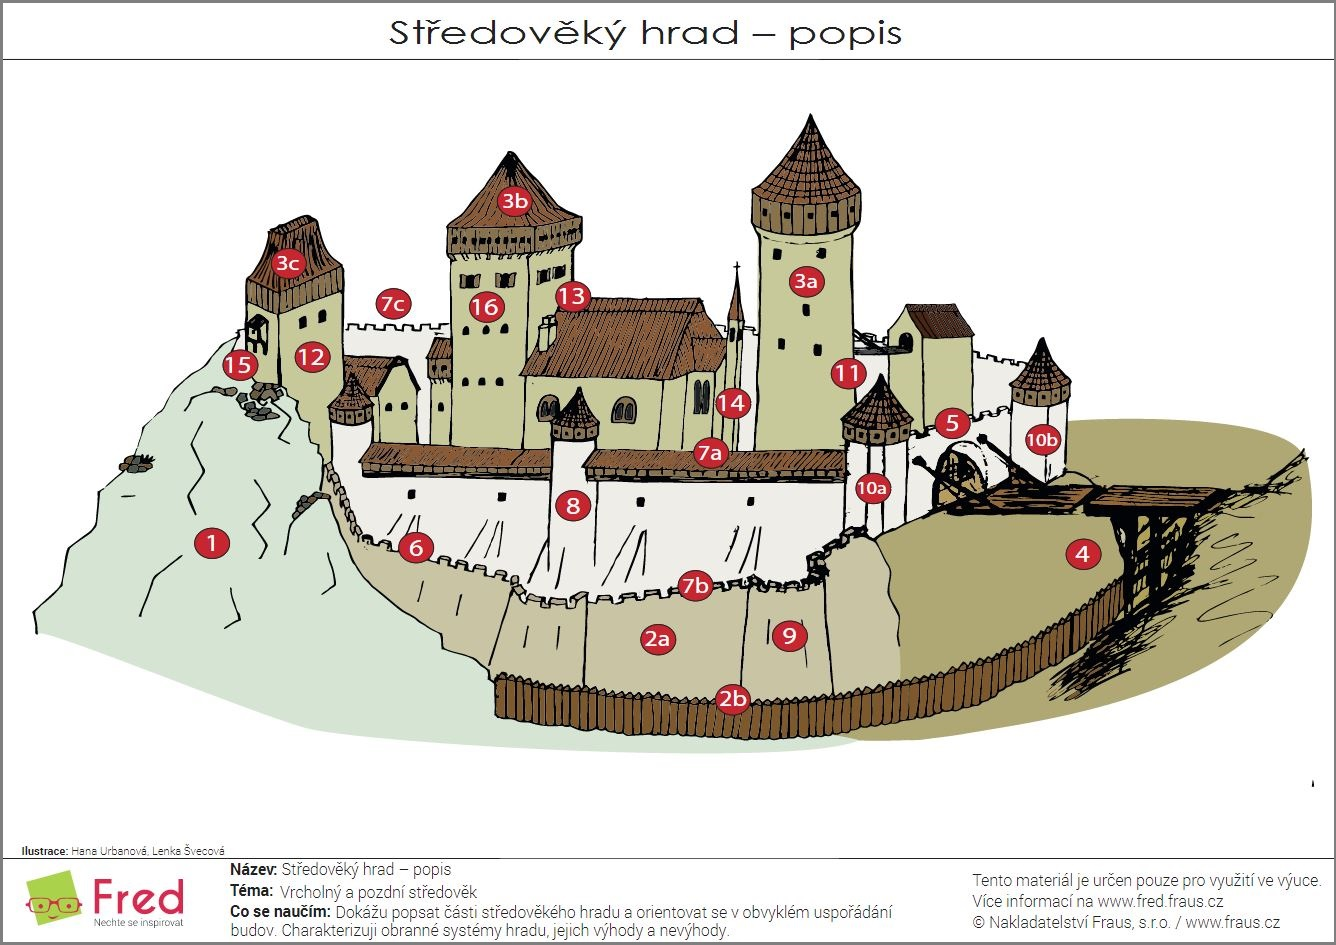 Středověký hrad – popis
3b
3c
3a
7c
13
16
12
15
11
14
5
10b
7a
10a
8
1
6
4
7b
2a
9
2b
Ilustrace: Hana Urbanová, Lenka Švecová
Fred
Nechte se inspirovat
Název: Středověký hrad – popis
Téma: Vrcholný a pozdní středověk
Co se naučím: Dokážu popsat části středověkého hradu a orientovat se v obvyklém uspořádání
budov. Charakterizuji obranné systémy hradu, jejich výhody a nevýhody.
Tento materiál je určen pouze pro využití ve výuce.
Více informací na www.fred.fraus.cz
© Nakladatelství Fraus, s.r.o. / www.fraus.cz